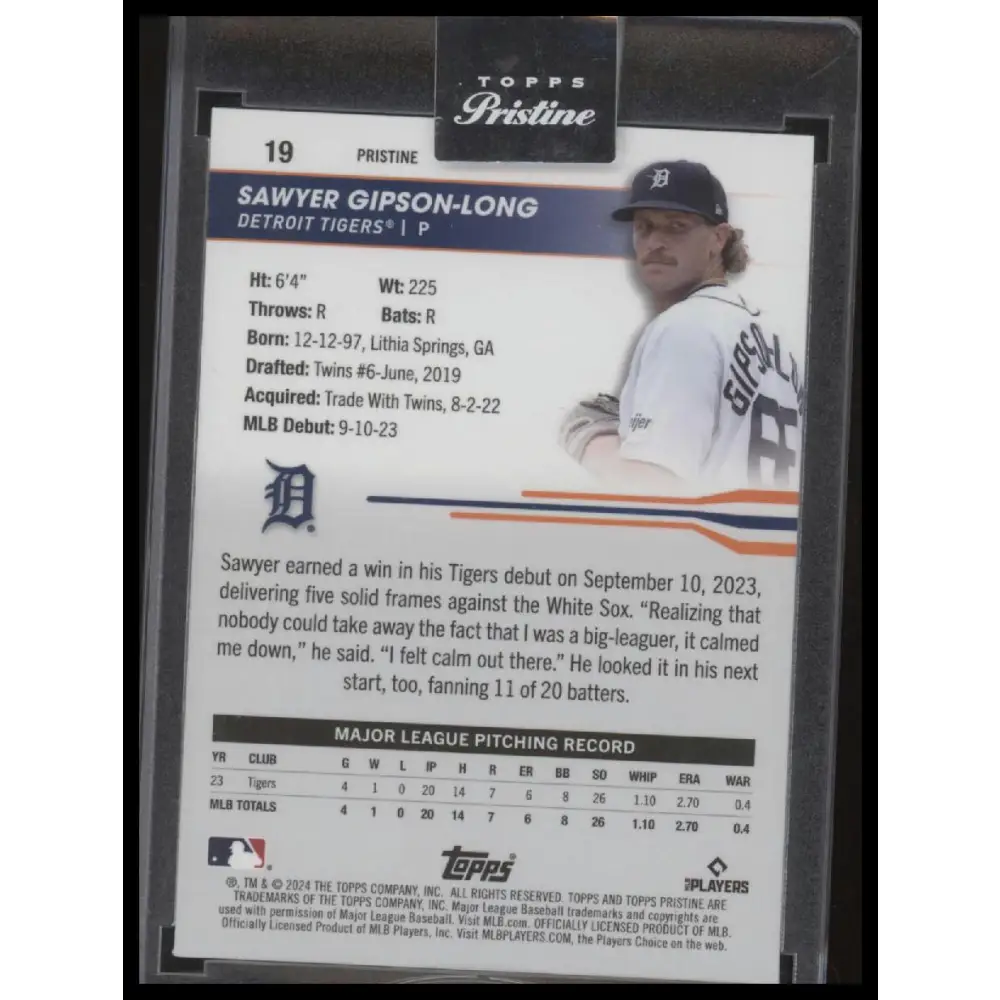 TOPPS
Pristine
19 PRISTINE
SAWYER GIPSON-LONG
DETROIT TIGERS® | P
Ht: 6'4" Wt: 225
Throws: R Bats: R
Born: 12-12-97, Lithia Springs, GA
Drafted: Twins #6-June, 2019
Acquired: Trade With Twins, 8-2-22
MLB Debut: 9-10-23
Sawyer earned a win in his Tigers debut on September 10, 2023,
delivering five solid frames against the White Sox. “Realizing that
nobody could take away the fact that I was a big-leaguer, it calmed
me down,” he said. “I felt calm out there.” He looked it in his next
start, too, fanning 11 of 20 batters.
MAJOR LEAGUE PITCHING RECORD
YR CLUB G W L IP H R ER BB SO WHIP ERA WAR
23 Tigers 4 1 0 20 14 7 6 8 26 1.10 2.70 0.4
MLB TOTALS 4 1 0 20 14 7 6 8 26 1.10 2.70 0.4
topps®
PLAYERS
®, TM & © 2024 THE TOPPS COMPANY, INC. ALL RIGHTS RESERVED. TOPPS AND TOPPS PRISTINE ARE
TRADEMARKS OF THE TOPPS COMPANY, INC. Major League Baseball trademarks and copyrights are
used with permission of Major League Baseball. Visit MLB.com. OFFICIALLY LICENSED PRODUCT OF MLB.
Officially Licensed Product of MLB Players, Inc. Visit MLBPLAYERS.COM, the Players Choice on the web.